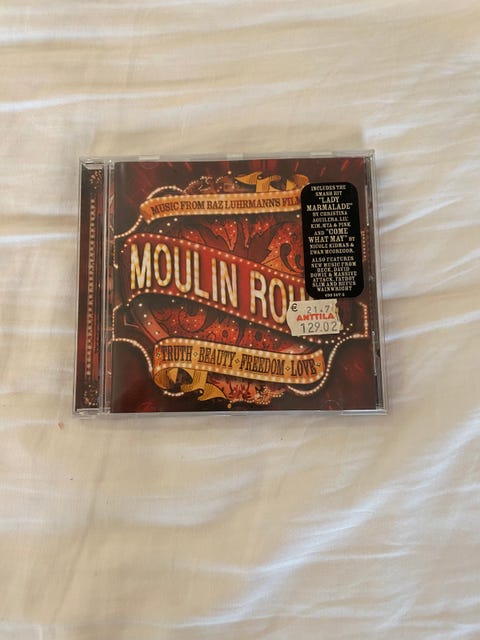 MUSIC FROM BAZ LUHRMANN'S FILM
INCLUDES THE
SMASH HIT
"LADY
MARMALADE"
BY CHRISTINA
AGUILERA, LIL'
KIM, MYA & PINK
AND "COME
WHAT MAY" BY
NICOLE KIDMAN &
EWAN MCGREGOR.
ALSO FEATURES
NEW MUSIC FROM
BECK, DAVID
BOWIE & MASSIVE
ATTACK, FATBOY
SLIM AND RUFUS
WAINWRIGHT
MOULIN ROU
€ 21.7
ANTTILA
129.02
TRUTH · BEAUTY · FREEDOM · LOVE